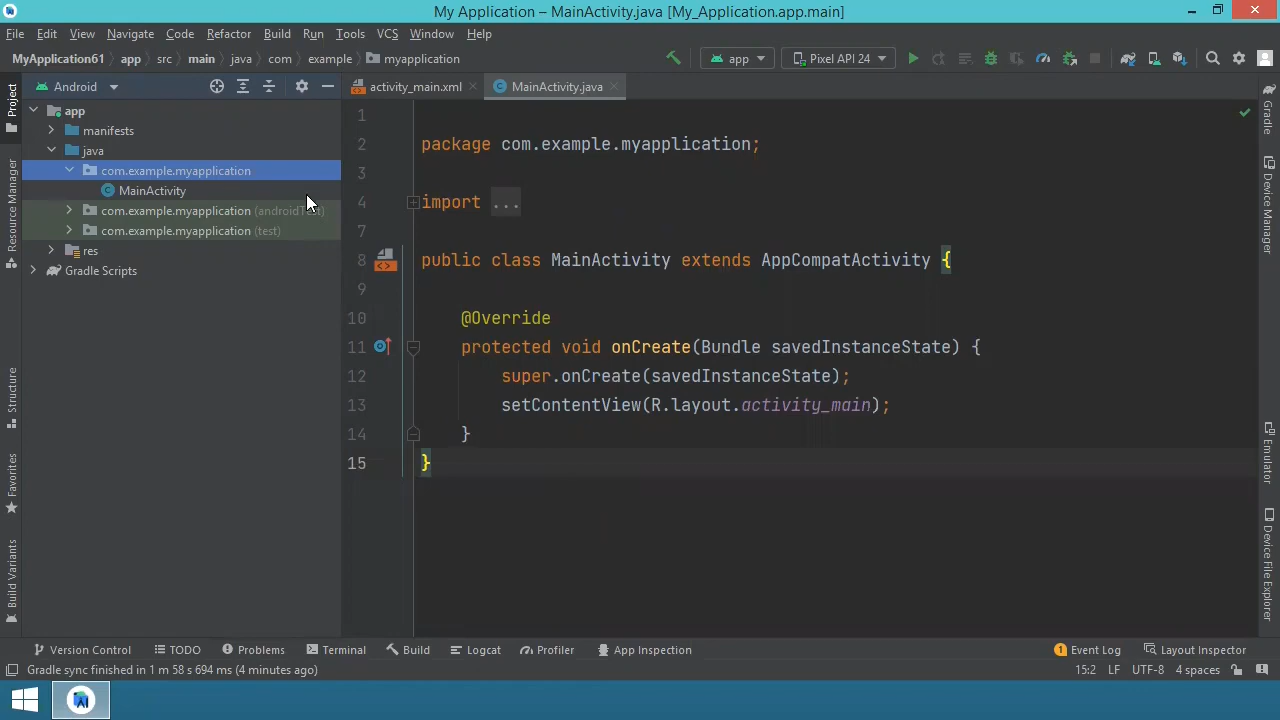 My Application – MainActivity.java [My_Application.app.main]
File Edit View Navigate Code Refactor Build Run Tools VCS Window Help
MyApplication61 app src main java com example myapplication
app Pixel API 24
Android
activity_main.xml
MainActivity.java
app
manifests
java
com.example.myapplication
MainActivity
com.example.myapplication (androidTest)
com.example.myapplication (test)
res
Gradle Scripts
1
2 package com.example.myapplication;
3
4 import ...
7
8 public class MainActivity extends AppCompatActivity {
9
10 @Override
11 protected void onCreate(Bundle savedInstanceState) {
12 super.onCreate(savedInstanceState);
13 setContentView(R.layout.activity_main);
14 }
15 }
Project
Resource Manager
Structure
Favorites
Build Variants
Gradle
Device Manager
Emulator
Device File Explorer
Version Control TODO Problems Terminal Build Logcat Profiler App Inspection
1 Event Log Layout Inspector
Gradle sync finished in 1 m 58 s 694 ms (4 minutes ago)
15:2 LF UTF-8 4 spaces